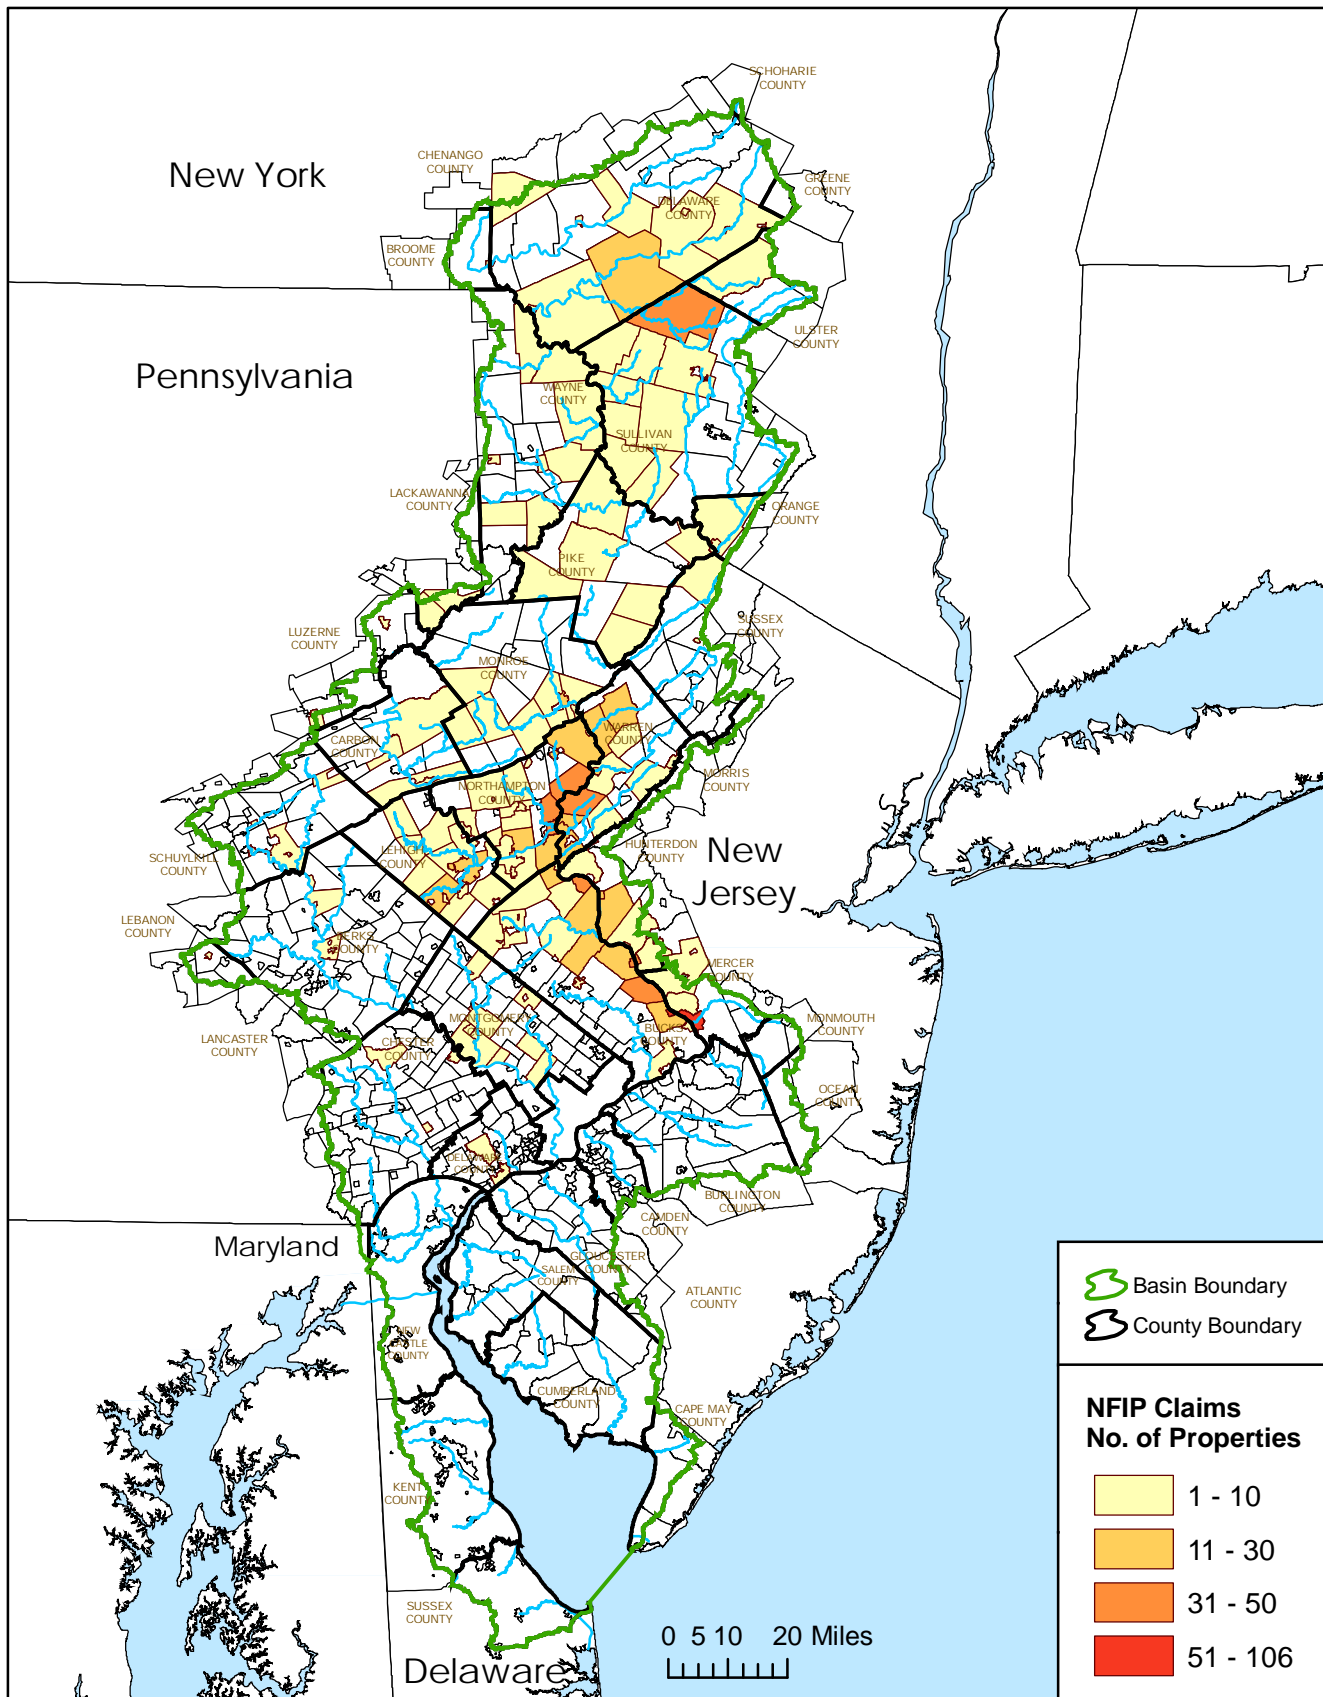 SCHOHARIE
COUNTY
New York
CHENANGO
COUNTY
GREENE
COUNTY
DELAWARE
COUNTY
BROOME
COUNTY
ULSTER
COUNTY
Pennsylvania
WAYNE
COUNTY
SULLIVAN
COUNTY
LACKAWANNA
COUNTY
ORANGE
COUNTY
PIKE
COUNTY
SUSSEX
COUNTY
LUZERNE
COUNTY
MONROE
COUNTY
WARREN
COUNTY
CARBON
COUNTY
MORRIS
COUNTY
NORTHAMPTON
COUNTY
SCHUYLKILL
COUNTY
LEHIGH
COUNTY
HUNTERDON
COUNTY
New
Jersey
LEBANON
COUNTY
BERKS
COUNTY
MERCER
COUNTY
MONTGOMERY
COUNTY
BUCKS
COUNTY
MONMOUTH
COUNTY
LANCASTER
COUNTY
CHESTER
COUNTY
OCEAN
COUNTY
DELAWARE
COUNTY
BURLINGTON
COUNTY
CAMDEN
COUNTY
Maryland
GLOUCESTER
COUNTY
SALEM
COUNTY
ATLANTIC
COUNTY
Basin Boundary
County Boundary
NEW
CASTLE
COUNTY
CUMBERLAND
COUNTY
CAPE MAY
COUNTY
NFIP Claims
No. of Properties
1 - 10
11 - 30
31 - 50
51 - 106
KENT
COUNTY
SUSSEX
COUNTY
0 5 10 20 Miles
Delaware